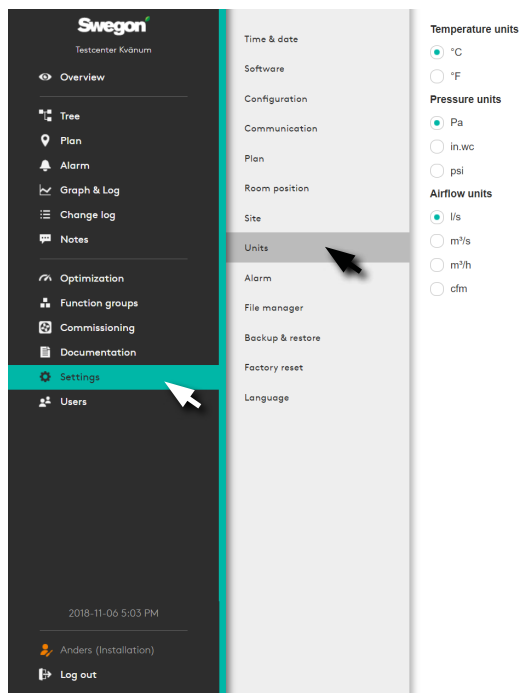 Swegon
Testcenter Kvänum
Overview
Tree
Plan
Alarm
Graph & Log
Change log
Notes
Optimization
Function groups
Commissioning
Documentation
Settings
Users
2018-11-06 5:03 PM
Anders (Installation)
Log out
Time & date
Software
Configuration
Communication
Plan
Room position
Site
Units
Alarm
File manager
Backup & restore
Factory reset
Language
Temperature units
°C
°F
Pressure units
Pa
in.wc
psi
Airflow units
l/s
m³/s
m³/h
cfm